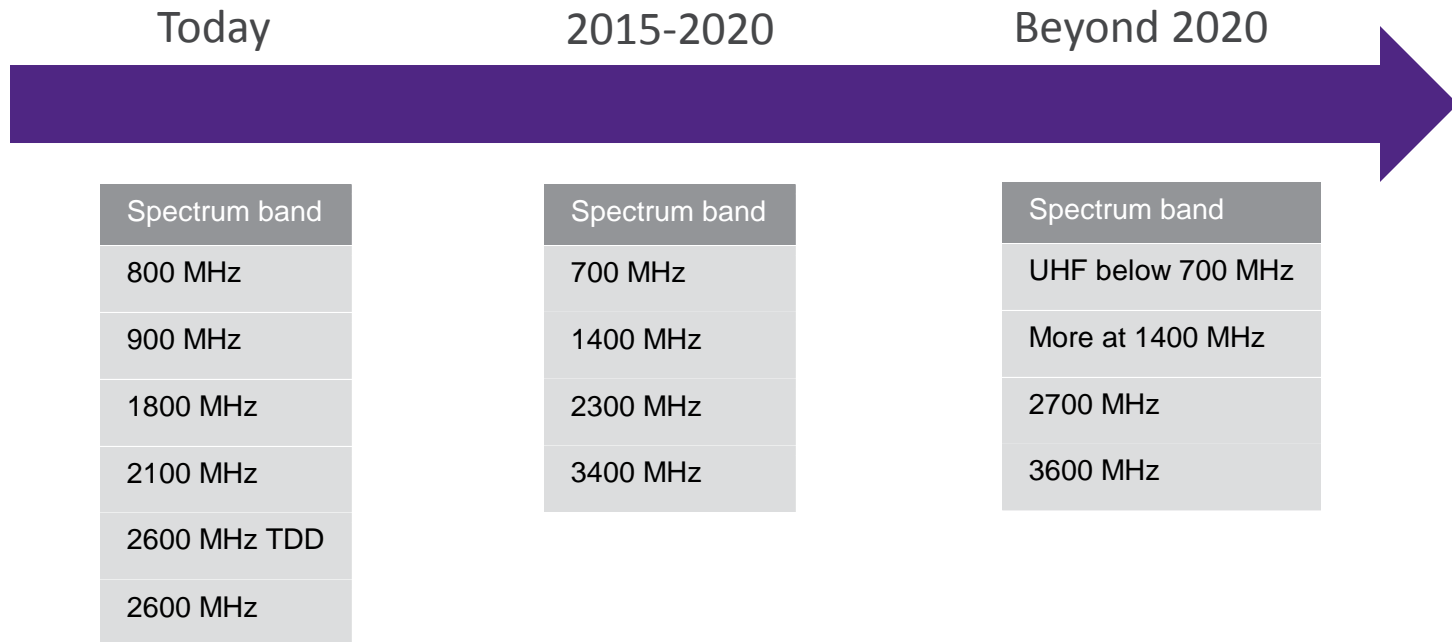 Today
2015-2020
Beyond 2020
Spectrum band
800 MHz
900 MHz
1800 MHz
2100 MHz
2600 MHz TDD
2600 MHz
Spectrum band
700 MHz
1400 MHz
2300 MHz
3400 MHz
Spectrum band
UHF below 700 MHz
More at 1400 MHz
2700 MHz
3600 MHz